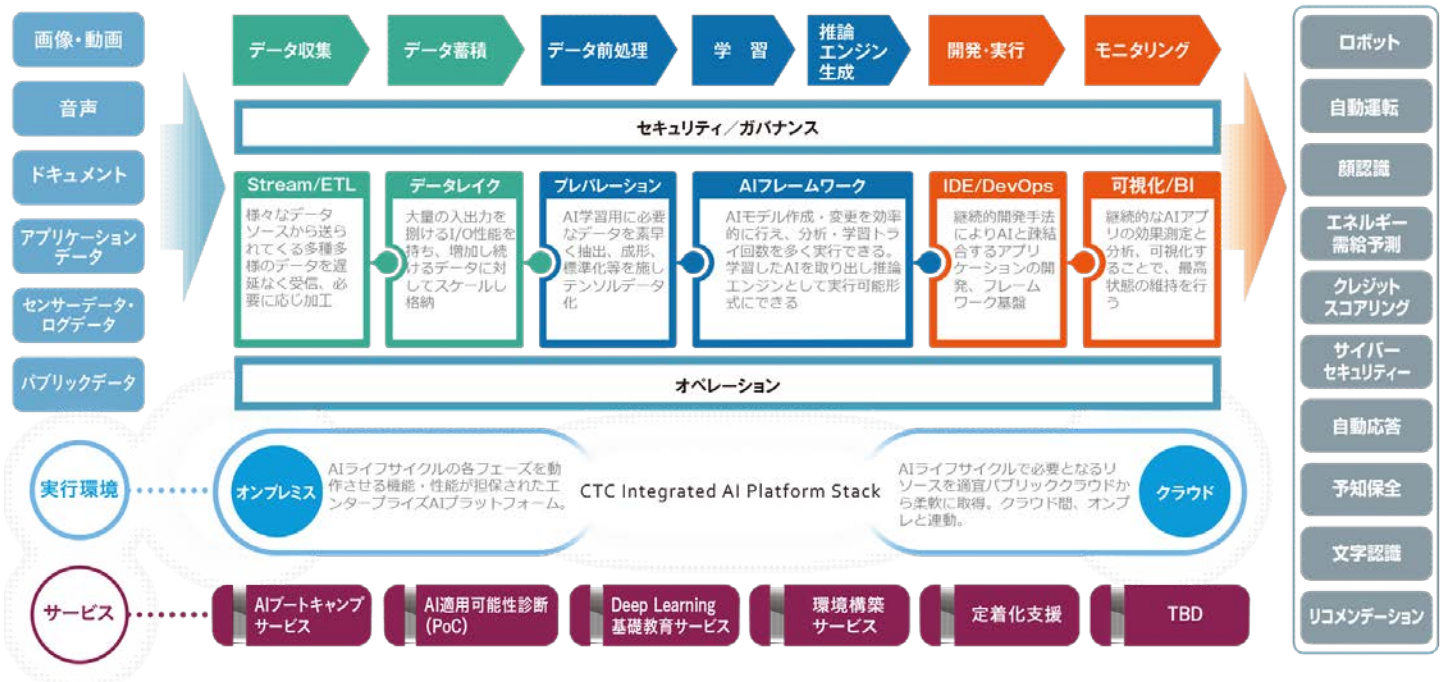 画像・動画
音声
ドキュメント
アプリケーション
データ
センサーデータ・
ログデータ
パブリックデータ
データ収集
データ蓄積
データ前処理
学 習
推論
エンジン
生成
開発・実行
モニタリング
セキュリティ／ガバナンス
Stream/ETL
様々なデータ
ソースから送ら
れてくる多種多
様のデータを遅
延なく受信、必
要に応じ加工
データレイク
大量の入出力を
捌けるI/O性能を
持ち、増加し続
けるデータに対
してスケールし
格納
プレパレーション
AI学習用に必要
なデータを素早
く抽出、成形、
標準化等を施し
テンソルデータ
化
AIフレームワーク
AIモデル作成・変更を効率
的に行え、分析・学習トラ
イ回数を多く実行できる。
学習したAIを取り出し推論
エンジンとして実行可能形
式にできる
IDE/DevOps
継続的開発手法
によりAIと疎結
合するアプリ
ケーションの開
発、フレーム
ワーク基盤
可視化/BI
継続的なAIアプ
リの効果測定と
分析、可視化す
ることで、最高
状態の維持を行
う
オペレーション
実行環境
オンプレミス
AIライフサイクルの各フェーズを動
作させる機能・性能が担保されたエ
ンタープライズAIプラットフォーム。
CTC Integrated AI Platform Stack
AIライフサイクルで必要となるリ
ソースを適宜パブリッククラウドか
ら柔軟に取得。クラウド間、オンプ
レと連動。
クラウド
サービス
AIブートキャンプ
サービス
AI適用可能性診断
(PoC)
Deep Learning
基礎教育サービス
環境構築
サービス
定着化支援
TBD
ロボット
自動運転
顔認識
エネルギー
需給予測
クレジット
スコアリング
サイバー
セキュリティー
自動応答
予知保全
文字認識
リコメンデーション